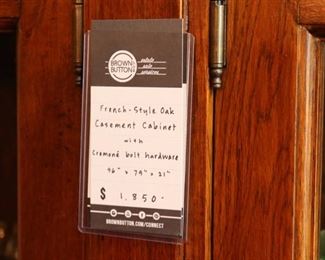 BROWN
BUTTON
estate
sale
services
French-Style Oak
Casement Cabinet
with
Cremoné bolt hardware
46" x 79" x 21"
$ 1,850-
BROWNBUTTON.COM/CONNECT